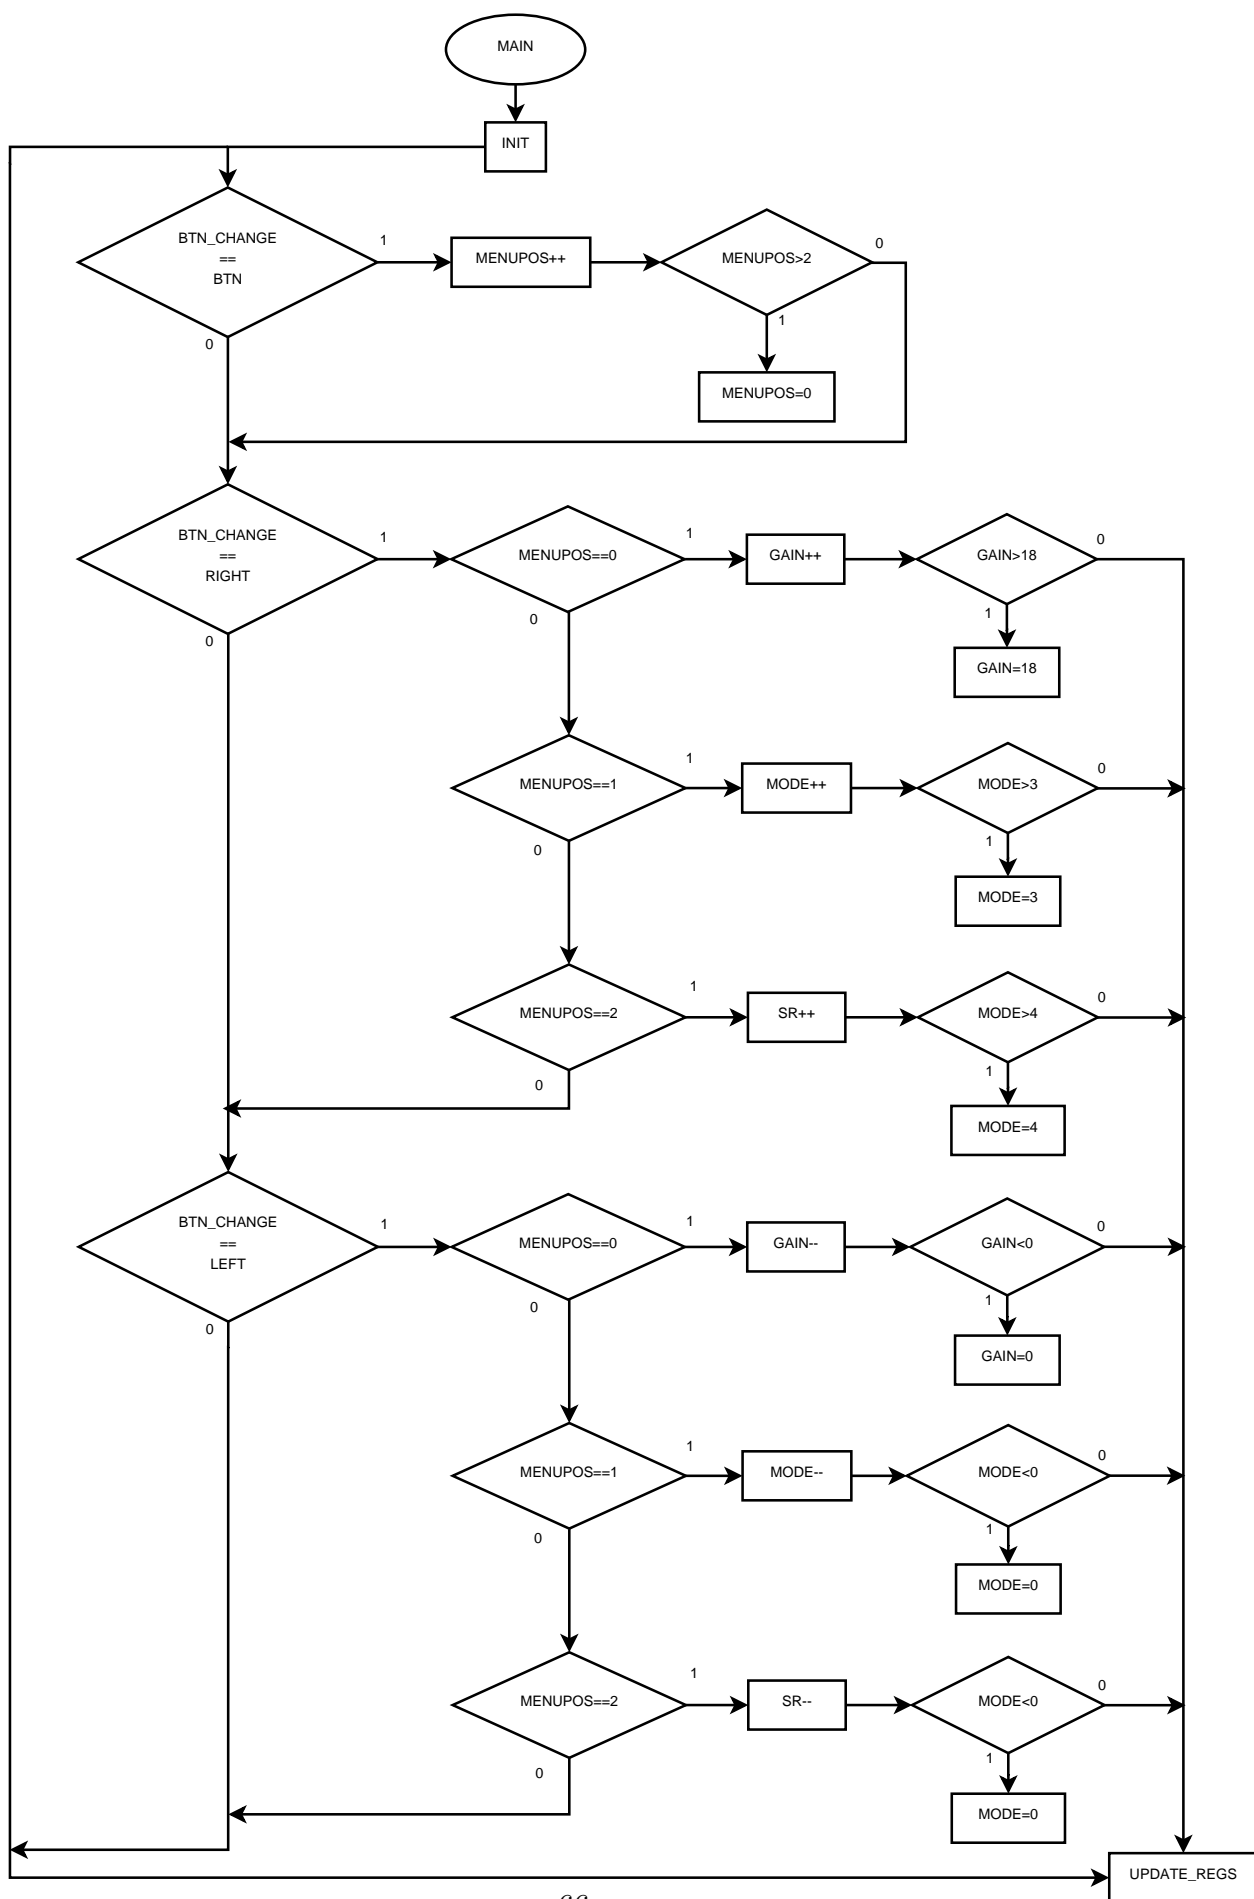 MAIN
INIT
BTN_CHANGE
==
BTN
1
MENUPOS++
MENUPOS>2
0
1
0
MENUPOS=0
BTN_CHANGE
==
RIGHT
1
MENUPOS==0
1
GAIN++
GAIN>18
0
1
0
0
GAIN=18
MENUPOS==1
1
MODE++
MODE>3
0
1
0
MODE=3
MENUPOS==2
1
SR++
MODE>4
0
1
0
MODE=4
BTN_CHANGE
==
LEFT
1
MENUPOS==0
1
GAIN--
GAIN<0
0
1
0
0
GAIN=0
MENUPOS==1
1
MODE--
MODE<0
0
1
0
MODE=0
MENUPOS==2
1
SR--
MODE<0
0
1
0
MODE=0
UPDATE_REGS